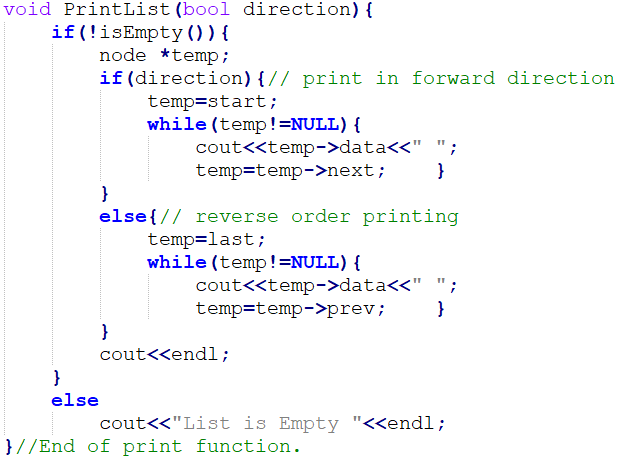 void PrintList(bool direction){
    if(!isEmpty()){
        node *temp;
        if(direction){// print in forward direction
            temp=start;
            while(temp!=NULL){
                cout<<temp->data<<" ";
                temp=temp->next;    }
        }
        else{// reverse order printing
            temp=last;
            while(temp!=NULL){
                cout<<temp->data<<" ";
                temp=temp->prev;    }
        }
        cout<<endl;
    }
    else
        cout<<"List is Empty "<<endl;
}//End of print function.